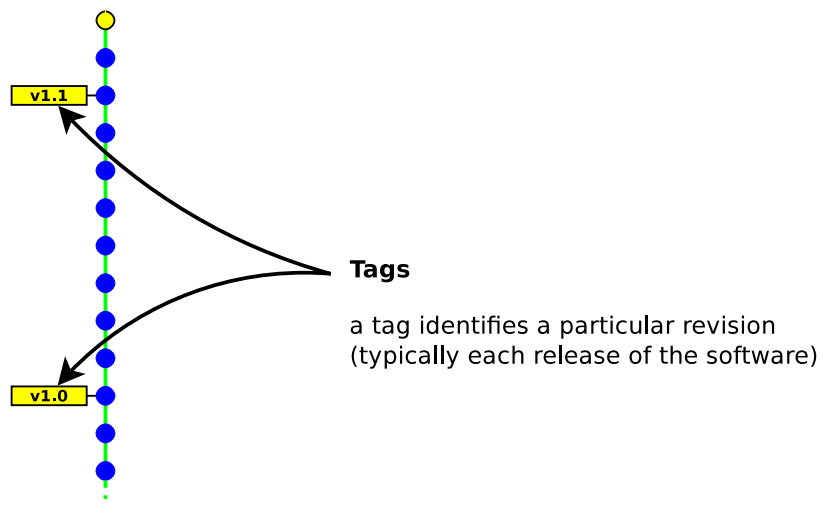 v1.1
Tags
a tag identifies a particular revision
(typically each release of the software)
v1.0